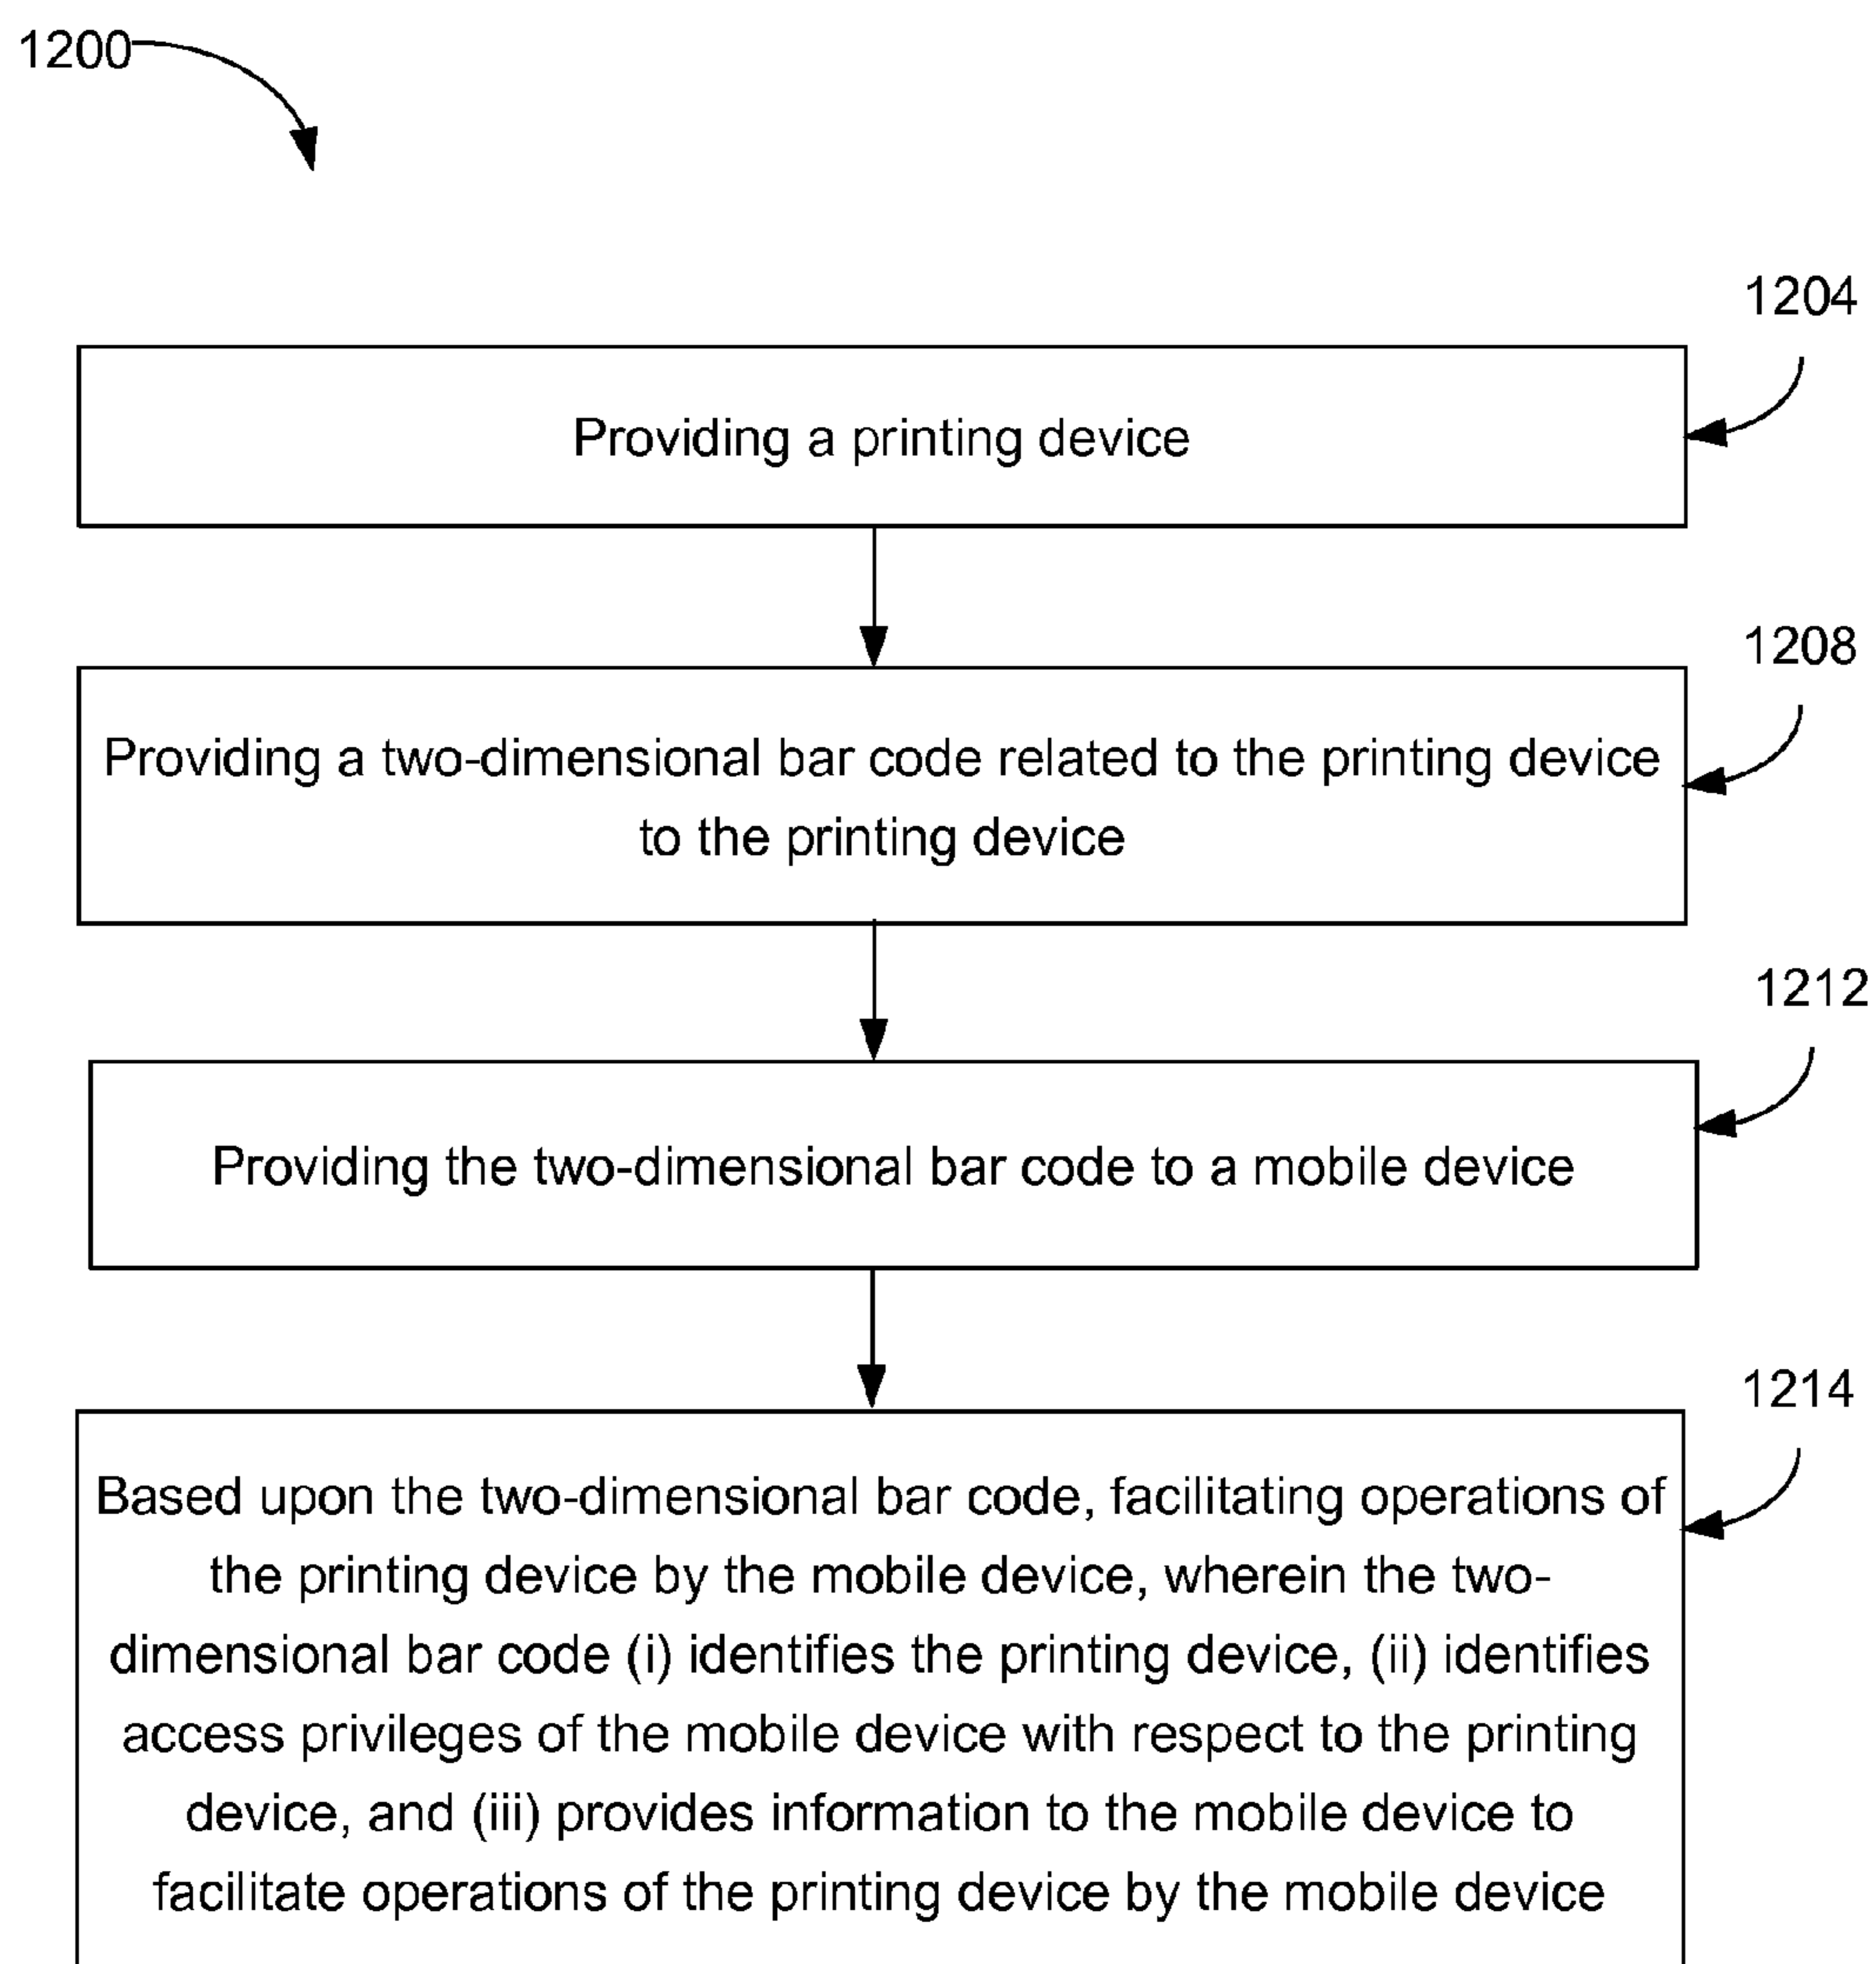 1200
1204
Providing a printing device
1208
Providing a two-dimensional bar code related to the printing device
to the printing device
1212
Providing the two-dimensional bar code to a mobile device
1214
Based upon the two-dimensional bar code, facilitating operations of
the printing device by the mobile device, wherein the two-
dimensional bar code (i) identifies the printing device, (ii) identifies
access privileges of the mobile device with respect to the printing
device, and (iii) provides information to the mobile device to
facilitate operations of the printing device by the mobile device